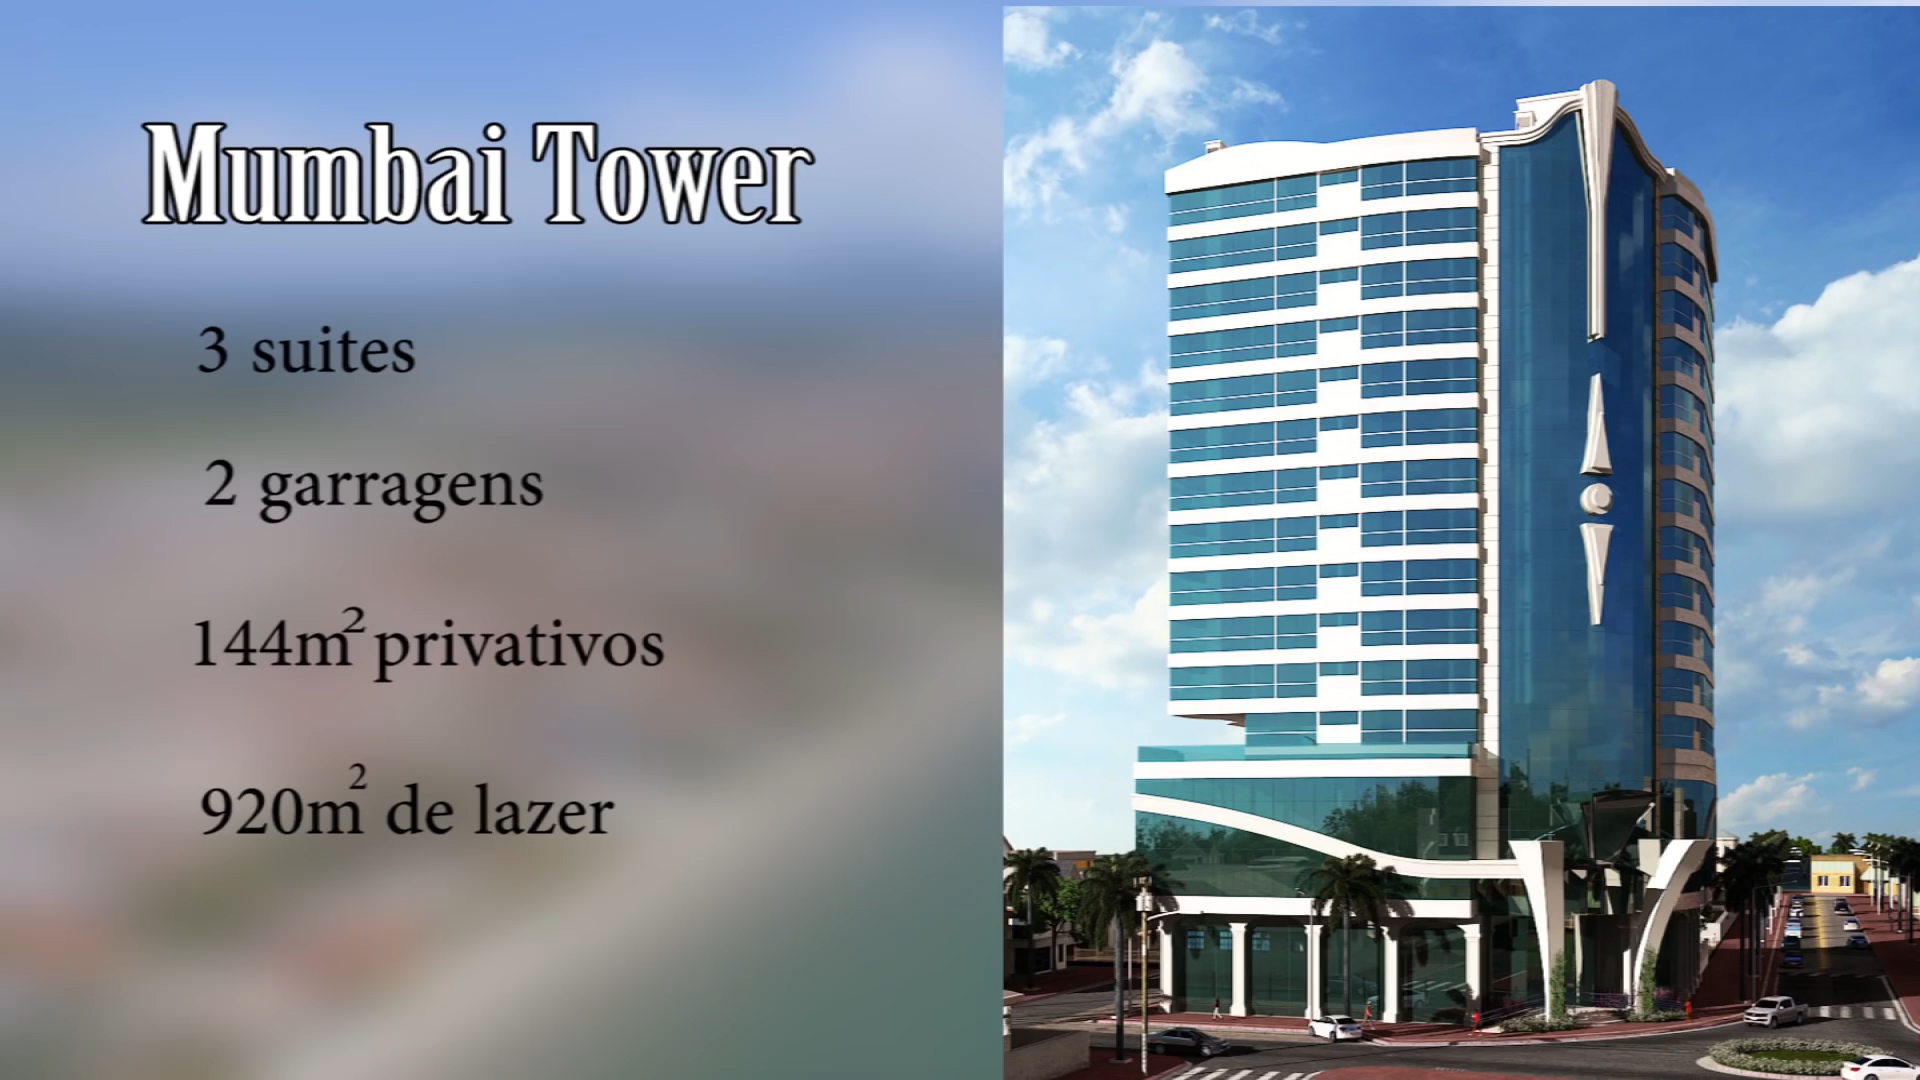 Mumbai Tower
3 suites
2 garragens
144m² privativos
920m² de lazer